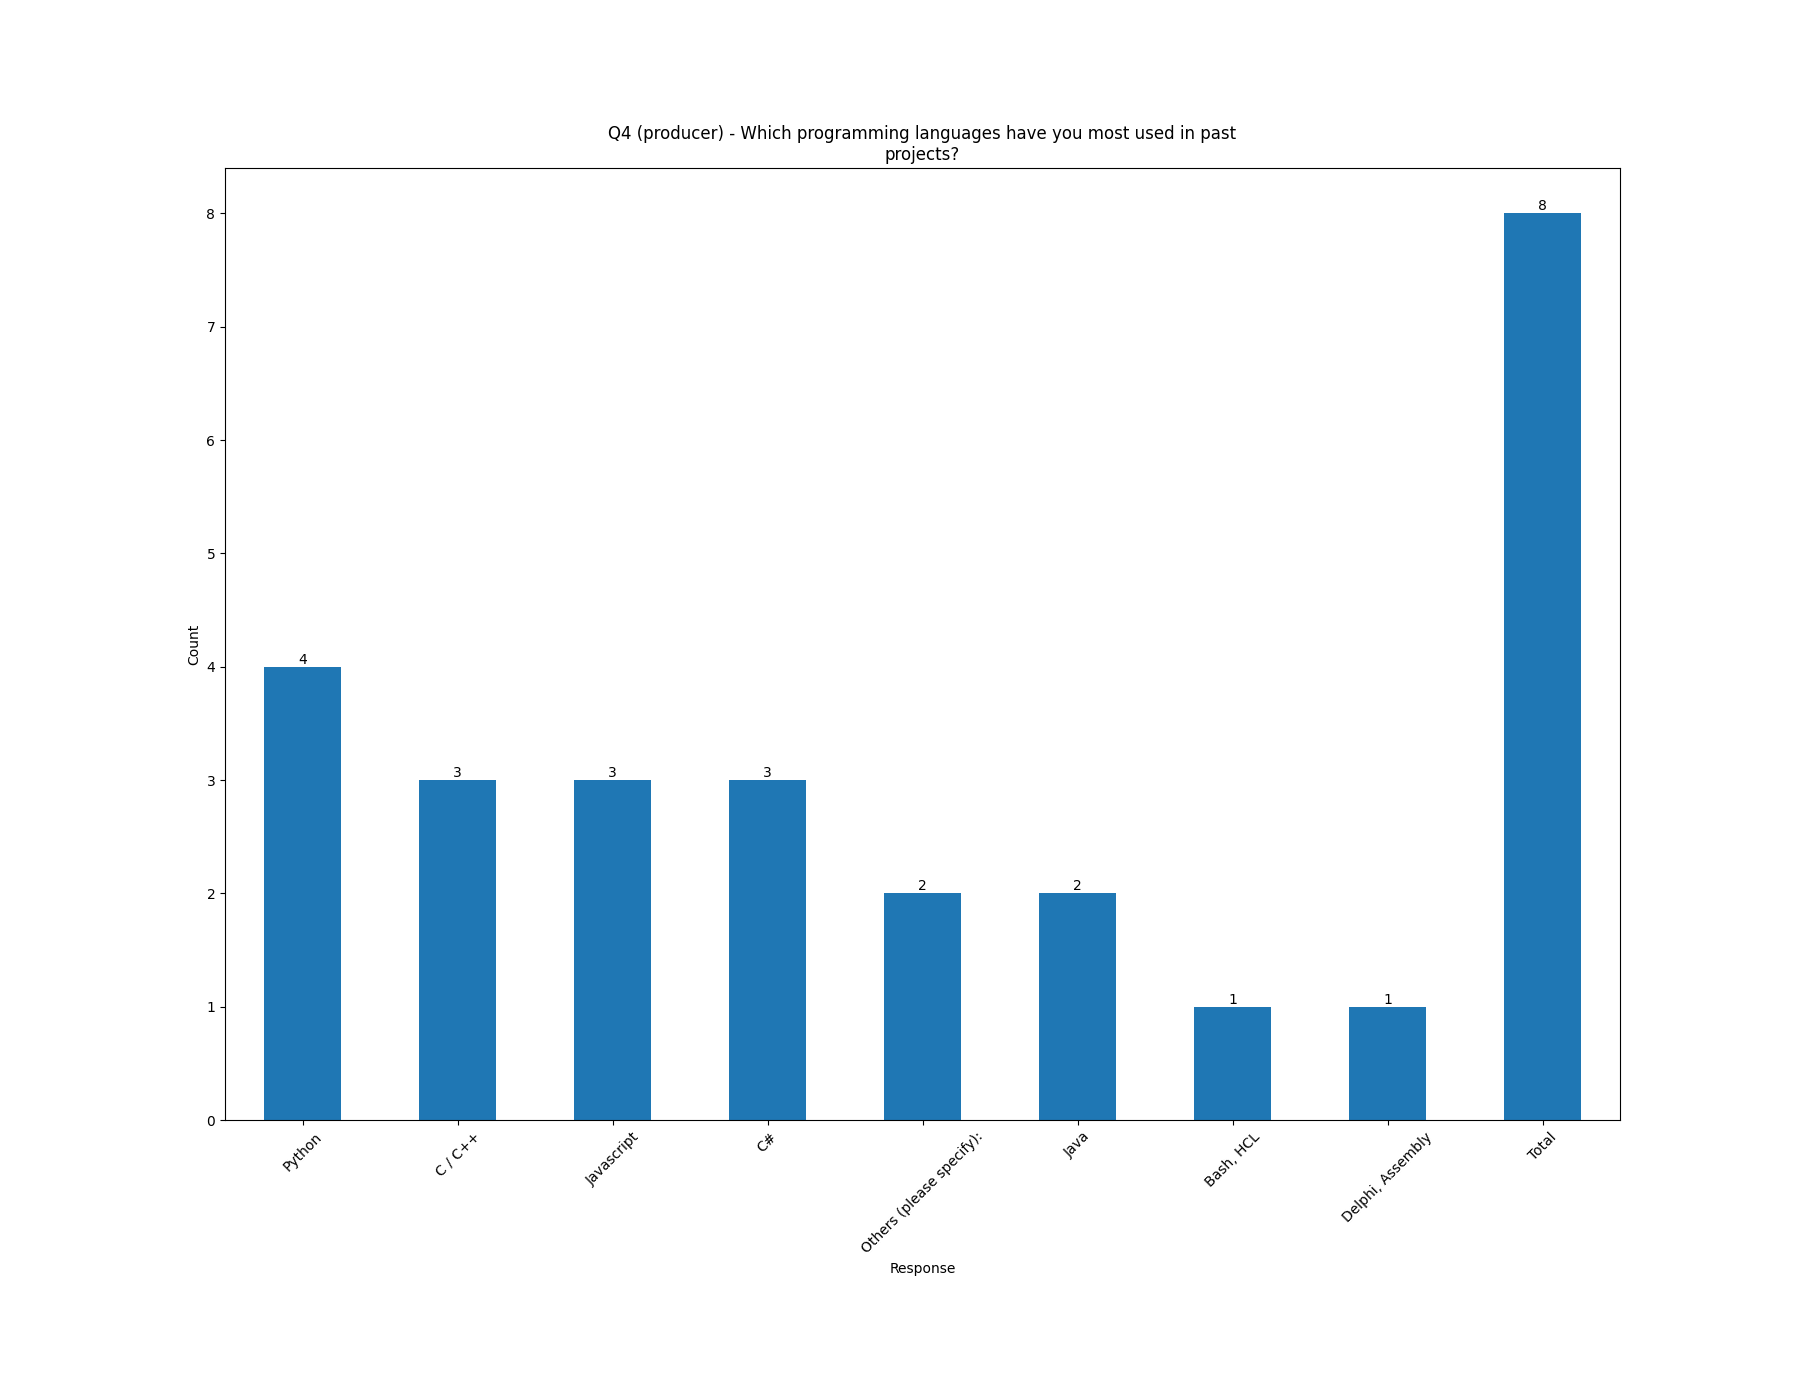 Q4 (producer) - Which programming languages have you most used in past
projects?
8
7
6
5
4
3
2
1
0
Count
4
3
3
3
2
2
1
1
8
Python
C / C++
Javascript
C#
Others (please specify):
Java
Bash, HCL
Delphi, Assembly
Total
Response